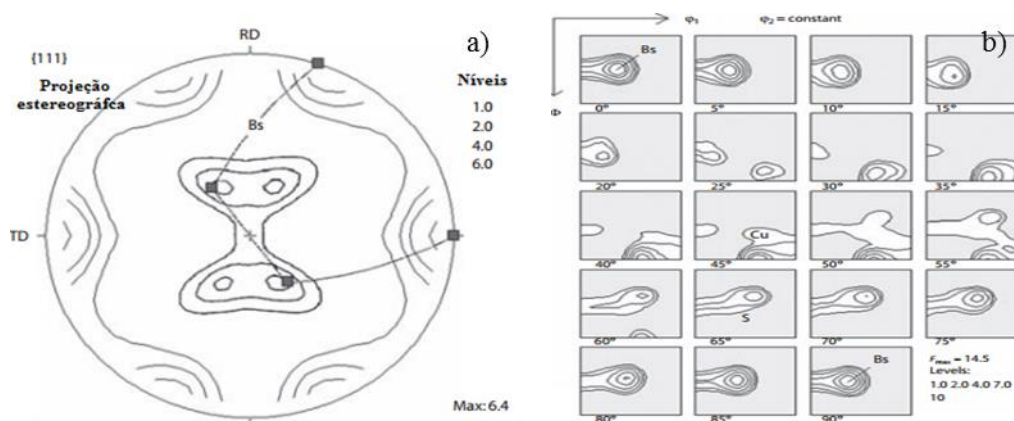 {111}
Projeção
estereográfca
RD
a)
Níveis
1.0
2.0
4.0
6.0
Bs
TD
Max: 6.4
φ₁ φ₂ = constant
b)
Φ
Bs
0° 5° 10° 15°
20° 25° 30° 35°
Cu
40° 45° 50° 55°
S
60° 65° 70° 75°
Bs
Fmax = 14.5
Levels:
1.0 2.0 4.0 7.0
10
80° 85° 90°